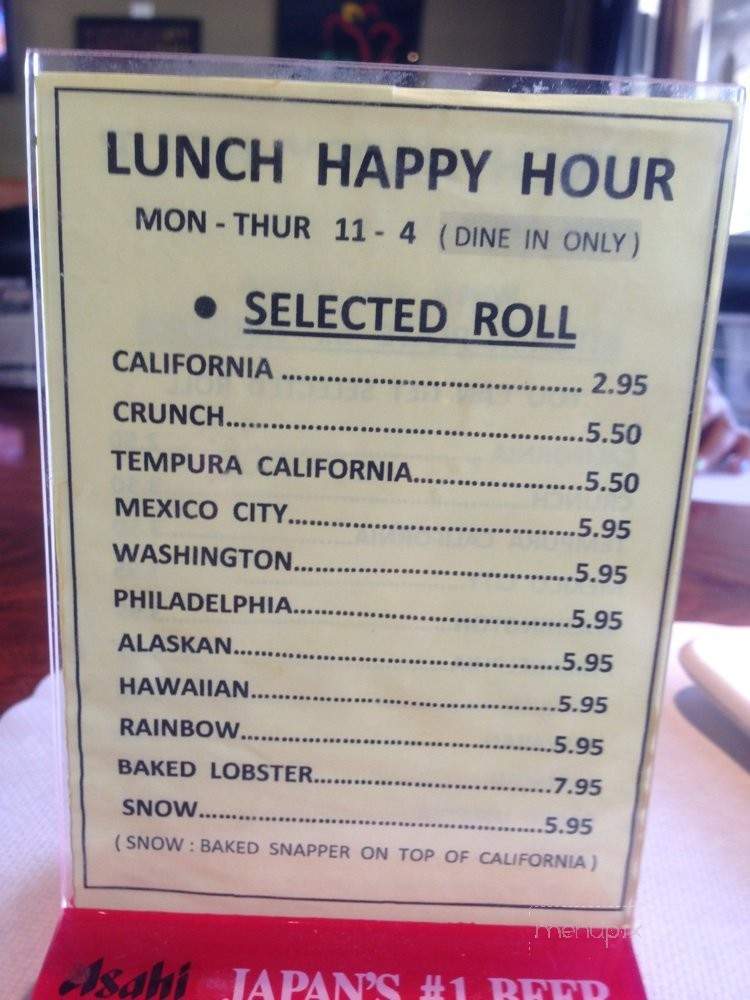 LUNCH HAPPY HOUR
MON - THUR 11 - 4 ( DINE IN ONLY )
• SELECTED ROLL
CALIFORNIA ........................................ 2.95
CRUNCH................................................5.50
TEMPURA CALIFORNIA.......................5.50
MEXICO CITY.......................................5.95
WASHINGTON.....................................5.95
PHILADELPHIA.....................................5.95
ALASKAN.............................................5.95
HAWAIIAN...........................................5.95
RAINBOW............................................5.95
BAKED LOBSTER.................................7.95
SNOW..................................................5.95
( SNOW : BAKED SNAPPER ON TOP OF CALIFORNIA )
menupix
Asahi JAPAN'S #1 BEER